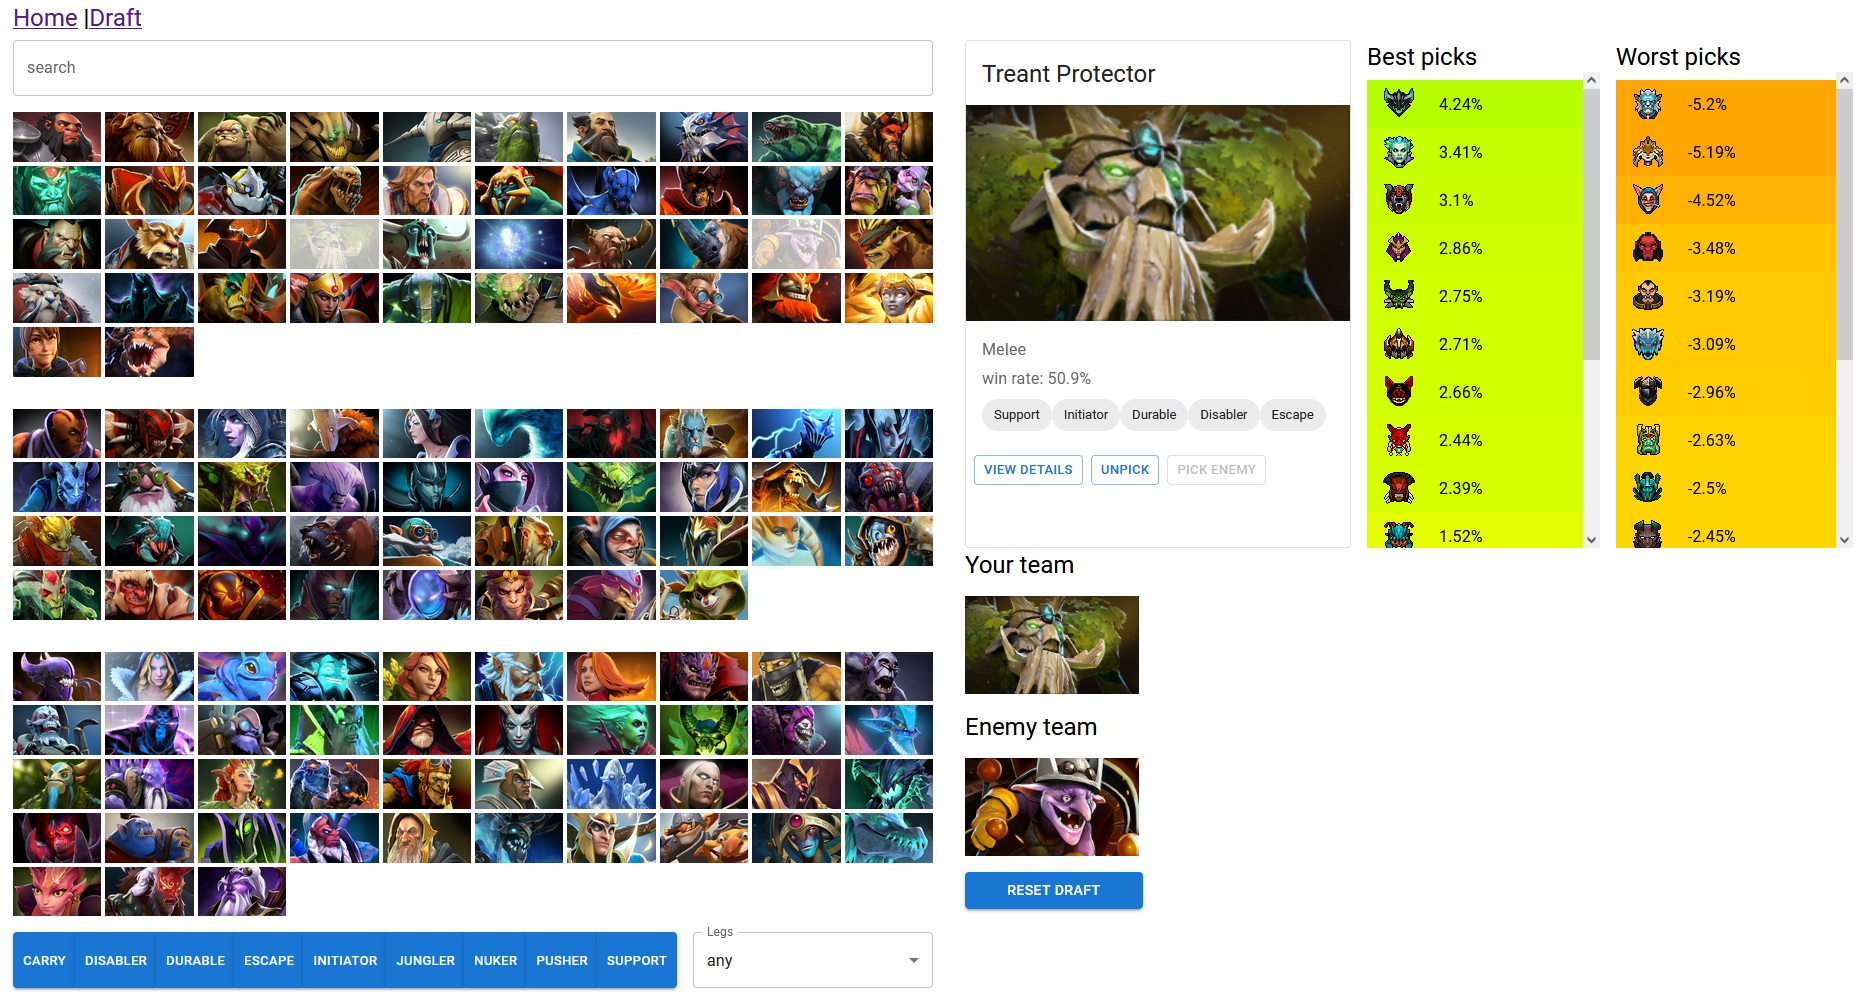 Home |Draft
search
Treant Protector
Melee
win rate: 50.9%
Support Initiator Durable Disabler Escape
VIEW DETAILS UNPICK PICK ENEMY
Best picks
4.24%
3.41%
3.1%
2.86%
2.75%
2.71%
2.66%
2.44%
2.39%
1.52%
Worst picks
-5.2%
-5.19%
-4.52%
-3.48%
-3.19%
-3.09%
-2.96%
-2.63%
-2.5%
-2.45%
Your team
Enemy team
RESET DRAFT
CARRY DISABLER DURABLE ESCAPE INITIATOR JUNGLER NUKER PUSHER SUPPORT
Legs
any